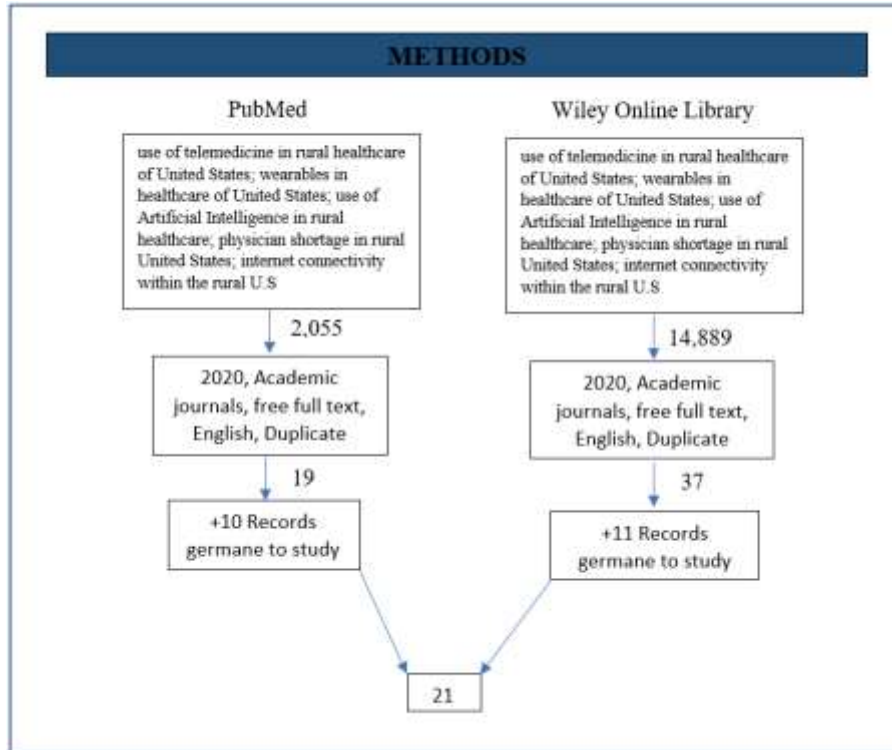 METHODS
PubMed
use of telemedicine in rural healthcare
of United States; wearables in
healthcare of United States; use of
Artificial Intelligence in rural
healthcare; physician shortage in rural
United States; internet connectivity
within the rural U.S
2,055
2020, Academic
journals, free full text,
English, Duplicate
19
+10 Records
germane to study
Wiley Online Library
use of telemedicine in rural healthcare
of United States; wearables in
healthcare of United States; use of
Artificial Intelligence in rural
healthcare; physician shortage in rural
United States; internet connectivity
within the rural U.S
14,889
2020, Academic
journals, free full text,
English, Duplicate
37
+11 Records
germane to study
21